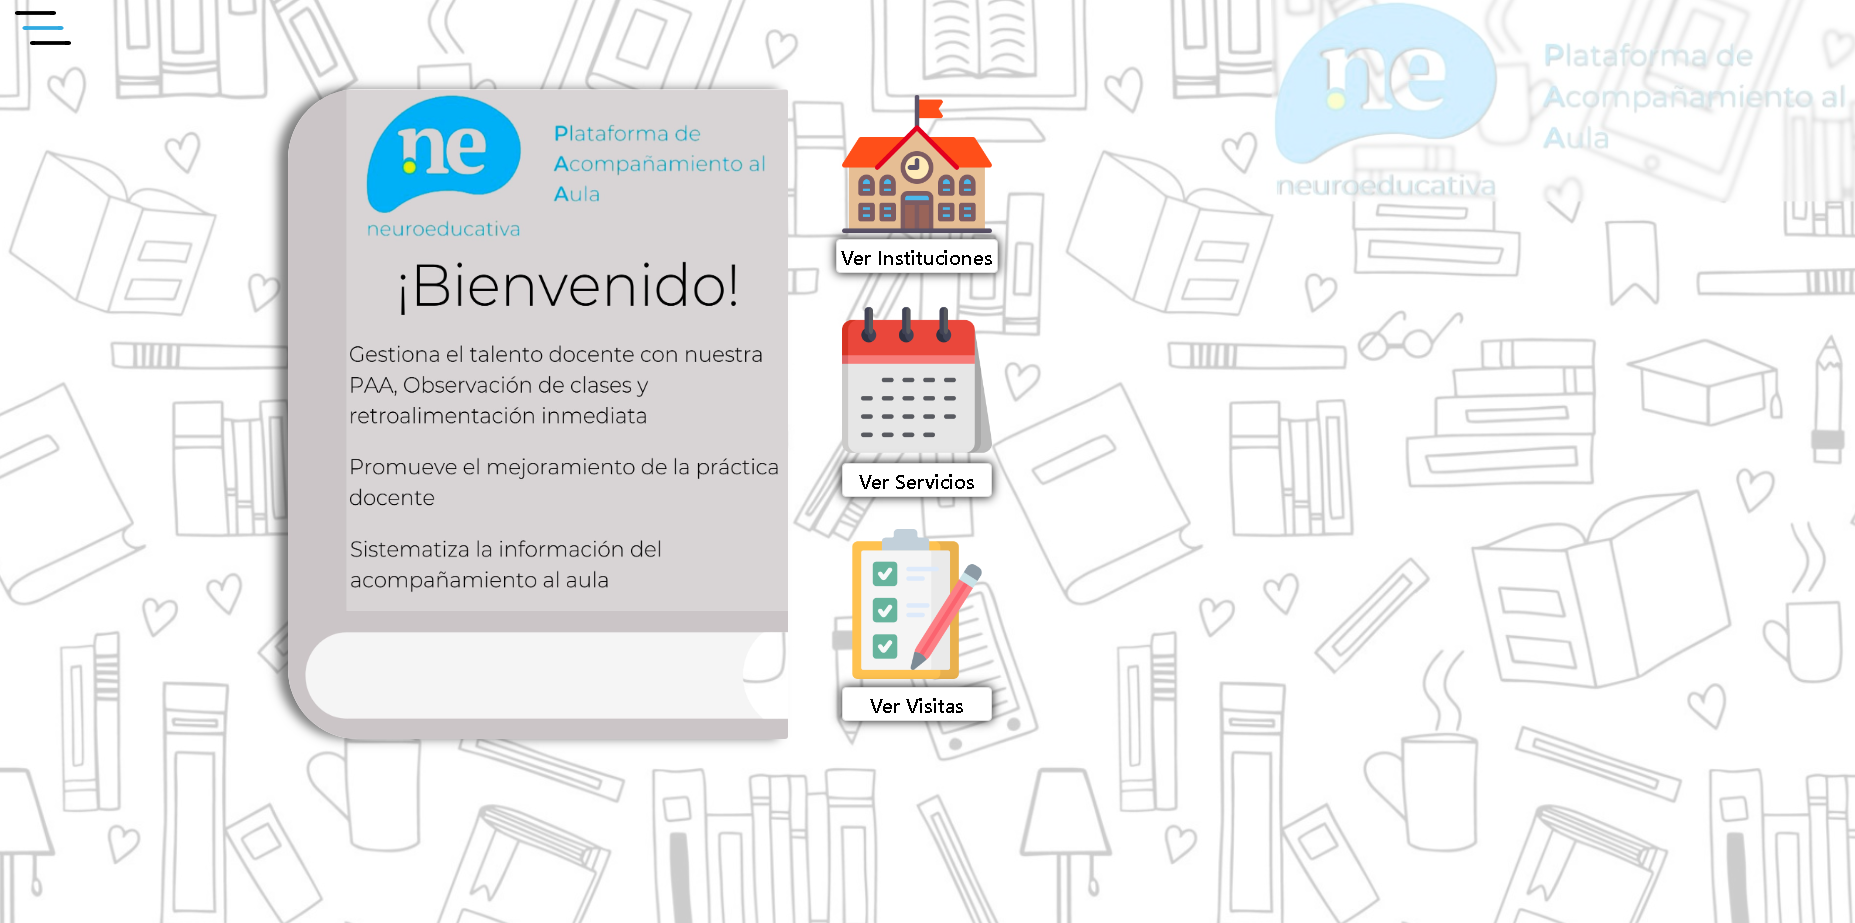 ne
neuroeducativa
Plataforma de
Acompañamiento al
Aula
¡Bienvenido!
Gestiona el talento docente con nuestra
PAA, Observación de clases y
retroalimentación inmediata
Promueve el mejoramiento de la práctica
docente
Sistematiza la información del
acompañamiento al aula
Ver Instituciones
Ver Servicios
Ver Visitas
ne
neuroeducativa
Plataforma de
Acompañamiento al
Aula